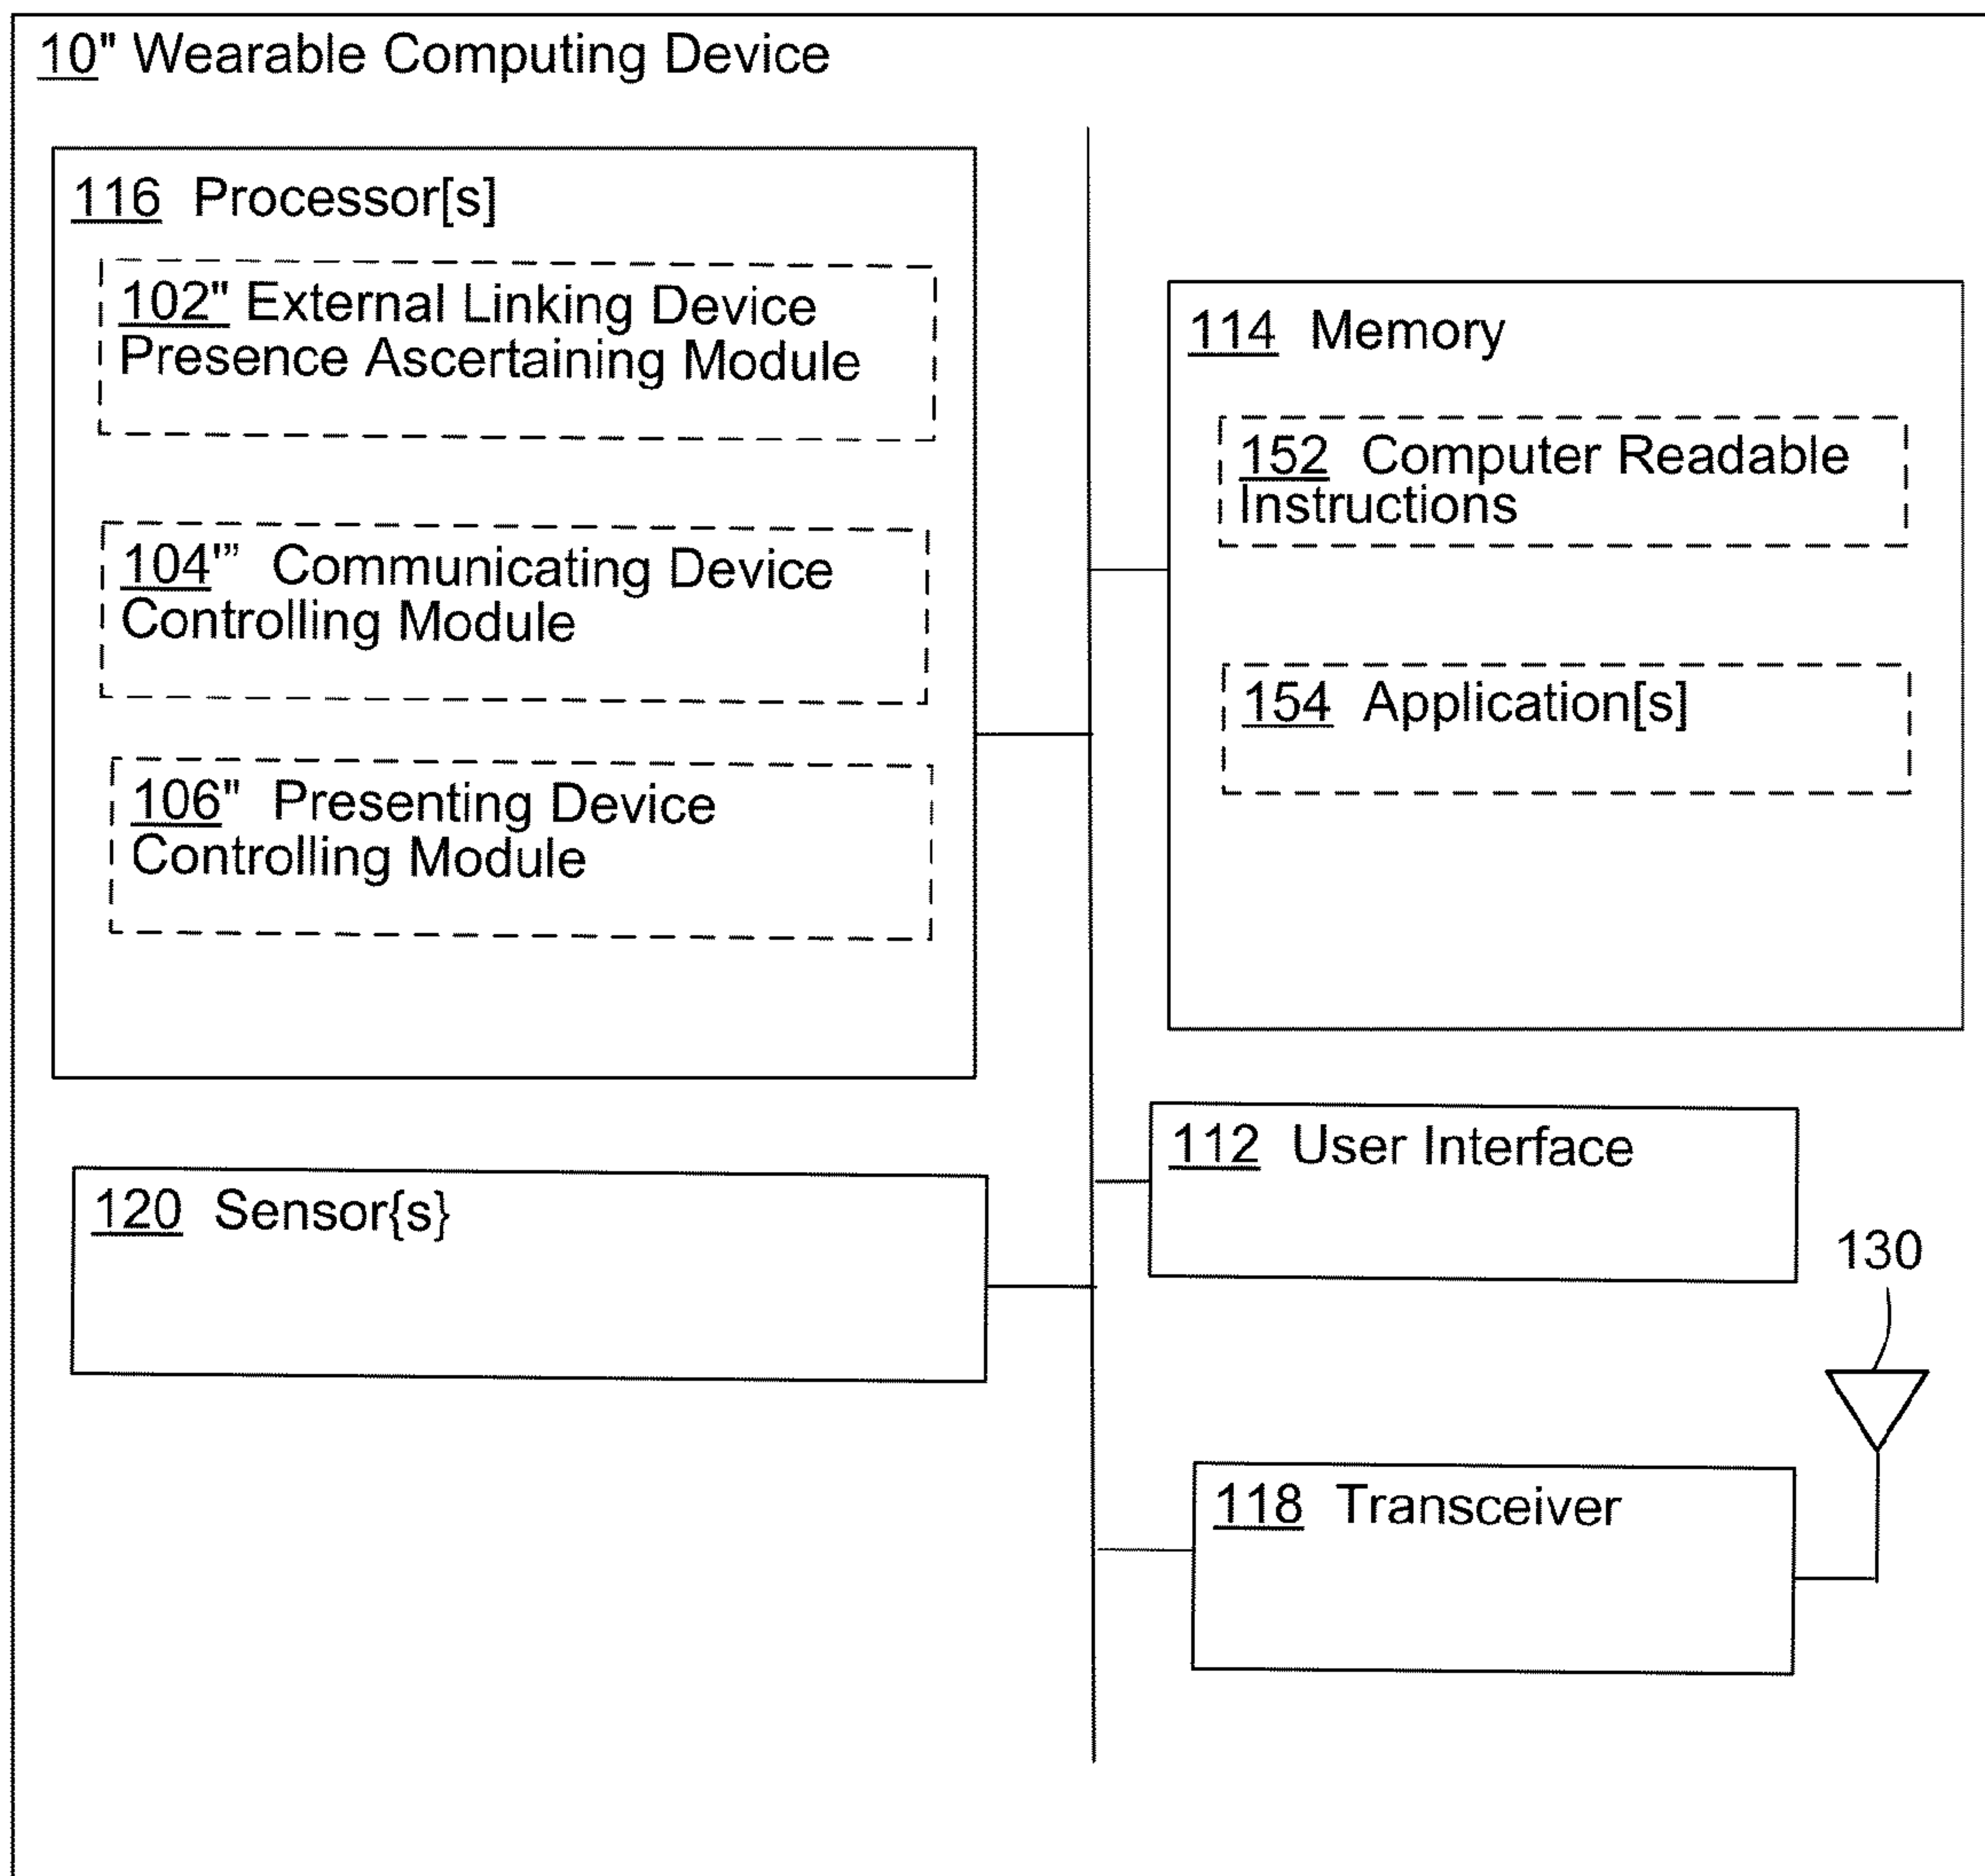 10" Wearable Computing Device
116 Processor[s]
102" External Linking Device
Presence Ascertaining Module
104'" Communicating Device
Controlling Module
106" Presenting Device
Controlling Module
120 Sensor{s}
114 Memory
152 Computer Readable
Instructions
154 Application[s]
112 User Interface
130
118 Transceiver